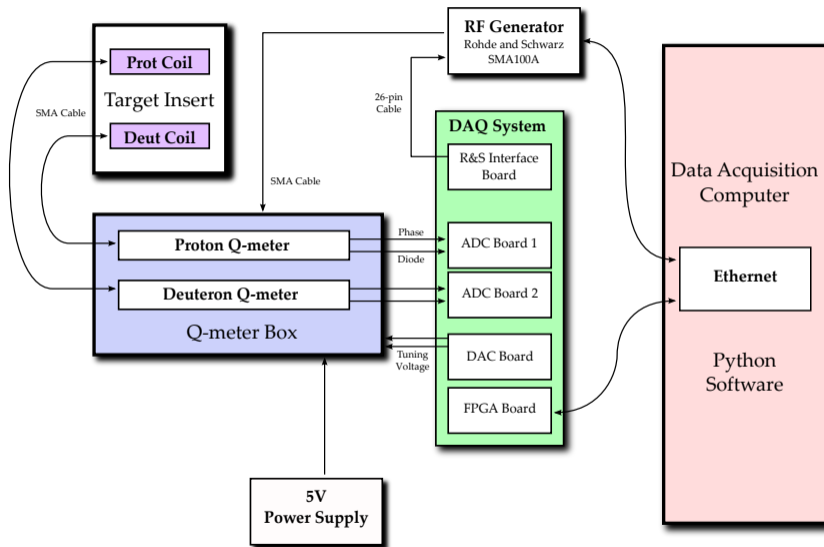 RF Generator
Rohde and Schwarz
SMA100A
Prot Coil
Target Insert
Deut Coil
SMA Cable
26-pin
Cable
DAQ System
R&S Interface
Board
SMA Cable
Data Acquisition
Computer
Proton Q-meter
Phase
Diode
ADC Board 1
Deuteron Q-meter
ADC Board 2
Q-meter Box
Tuning
Voltage
DAC Board
FPGA Board
Ethernet
Python
Software
5V
Power Supply